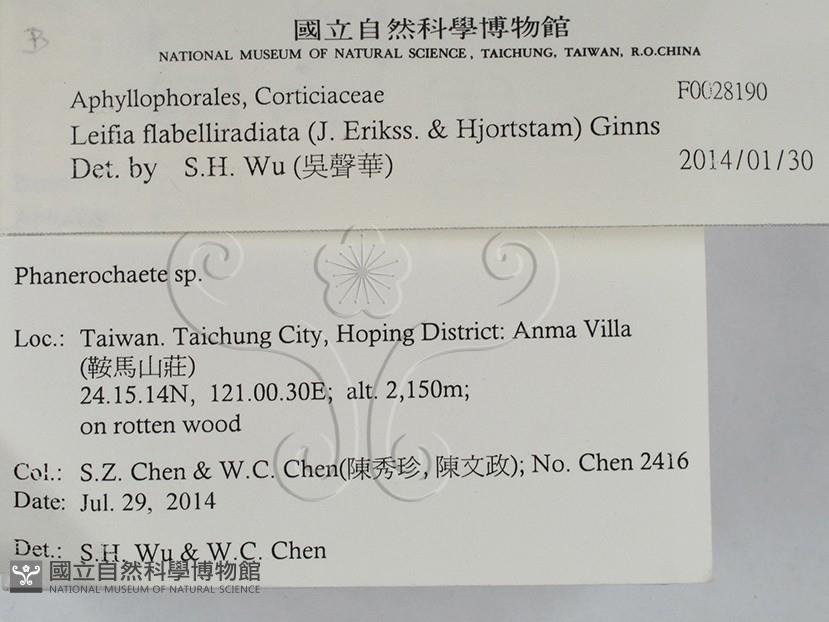 B
國立自然科學博物館
NATIONAL MUSEUM OF NATURAL SCIENCE, TAICHUNG, TAIWAN, R.O.CHINA
Aphyllophorales, Corticiaceae F0028190
Leifia flabelliradiata (J. Erikss. & Hjortstam) Ginns
Det. by S.H. Wu (吳聲華) 2014/01/30
Phanerochaete sp.
Loc.: Taiwan. Taichung City, Hoping District: Anma Villa
(鞍馬山莊)
24.15.14N, 121.00.30E; alt. 2,150m;
on rotten wood
Col.: S.Z. Chen & W.C. Chen(陳秀珍, 陳文政); No. Chen 2416
Date: Jul. 29, 2014
Det.: S.H. Wu & W.C. Chen
國立自然科學博物館
NATIONAL MUSEUM OF NATURAL SCIENCE